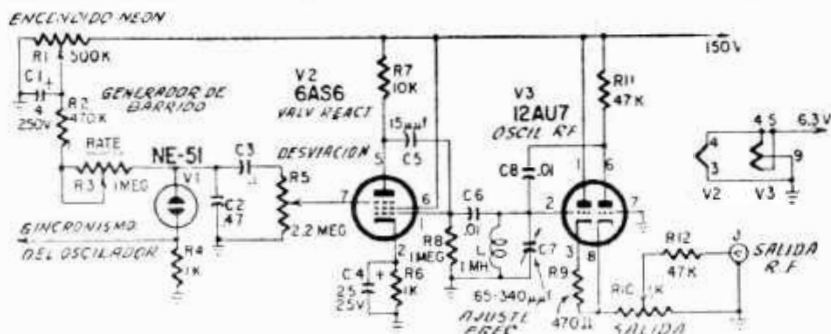 ENCENDIDO NEON
R1
500K
150V
C1
+
4
250V
R2
470K
GENERADOR DE
BARRIDO
RATE
R3
1MEG
NE-51
V1
C3
.1
C2
.47
R5
2.2 MEG
SINCRONISMO
DEL OSCILADOR
R4
1K
DESVIACION
V2
6AS6
VALV REACT
R7
10K
15μμf
C5
5
7
6
1
2
C4
25
25V
+
R6
1K
R8
1MEG
C6
.01
L
1 MH
C7
65-340μμf
AJUSTE
FREC
V3
12AU7
OSCIL RF
R11
47K
C8
.01
1
6
2
7
3
8
R9
470Ω
R10
1K
SALIDA
R12
47K
J
SALIDA
R.F
4
3
V2
4 5
9
V3
6.3V